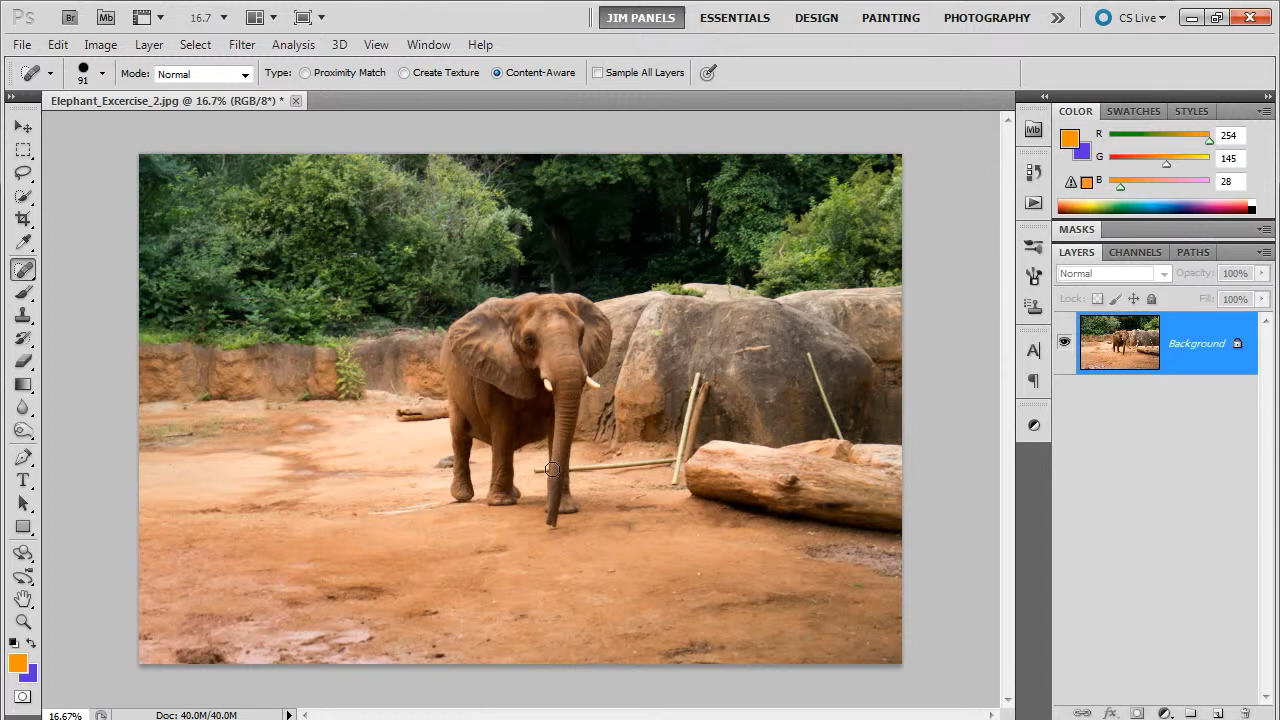 Ps Br Mb 16.7 JIM PANELS ESSENTIALS DESIGN PAINTING PHOTOGRAPHY CS Live
File Edit Image Layer Select Filter Analysis 3D View Window Help
91 Mode: Normal Type: Proximity Match Create Texture Content-Aware Sample All Layers
Elephant_Excercise_2.jpg @ 16.7% (RGB/8*) *
Mb
COLOR SWATCHES STYLES
R 254
G 145
B 28
MASKS
LAYERS CHANNELS PATHS
Normal Opacity: 100%
Lock: Fill: 100%
Background
16.67% Doc: 40.0M/40.0M